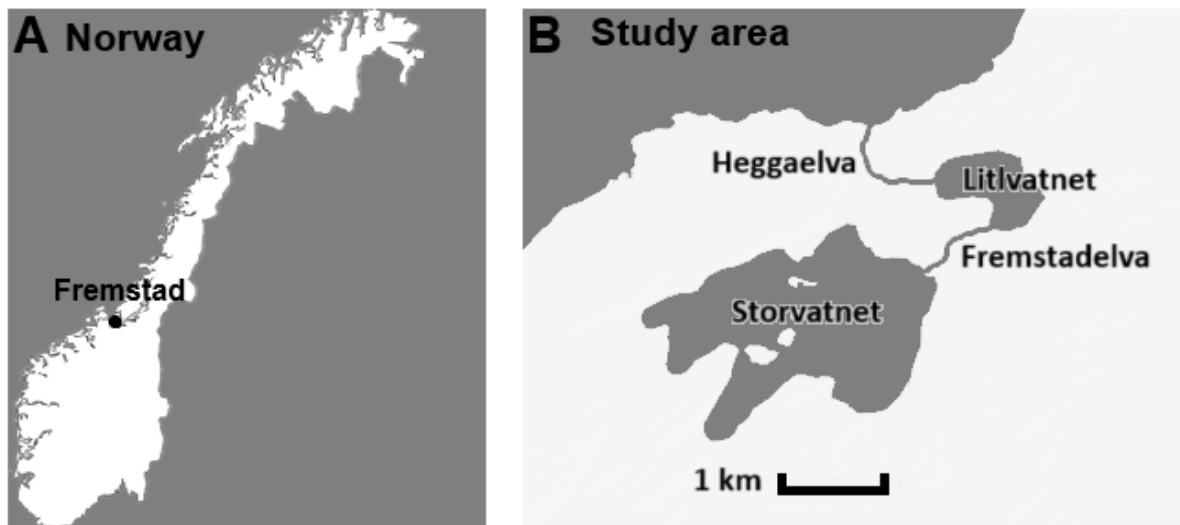 A Norway
Fremstad
B Study area
Heggaelva
Litlvatnet
Fremstadelva
Storvatnet
1 km